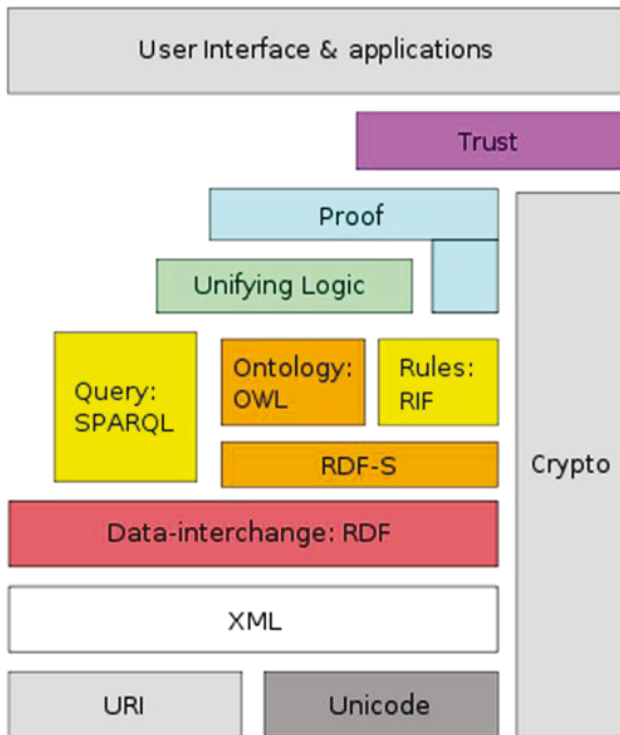 User Interface & applications
Trust
Proof
Unifying Logic
Query:
SPARQL
Ontology:
OWL
Rules:
RIF
RDF-S
Crypto
Data-interchange: RDF
XML
URI
Unicode